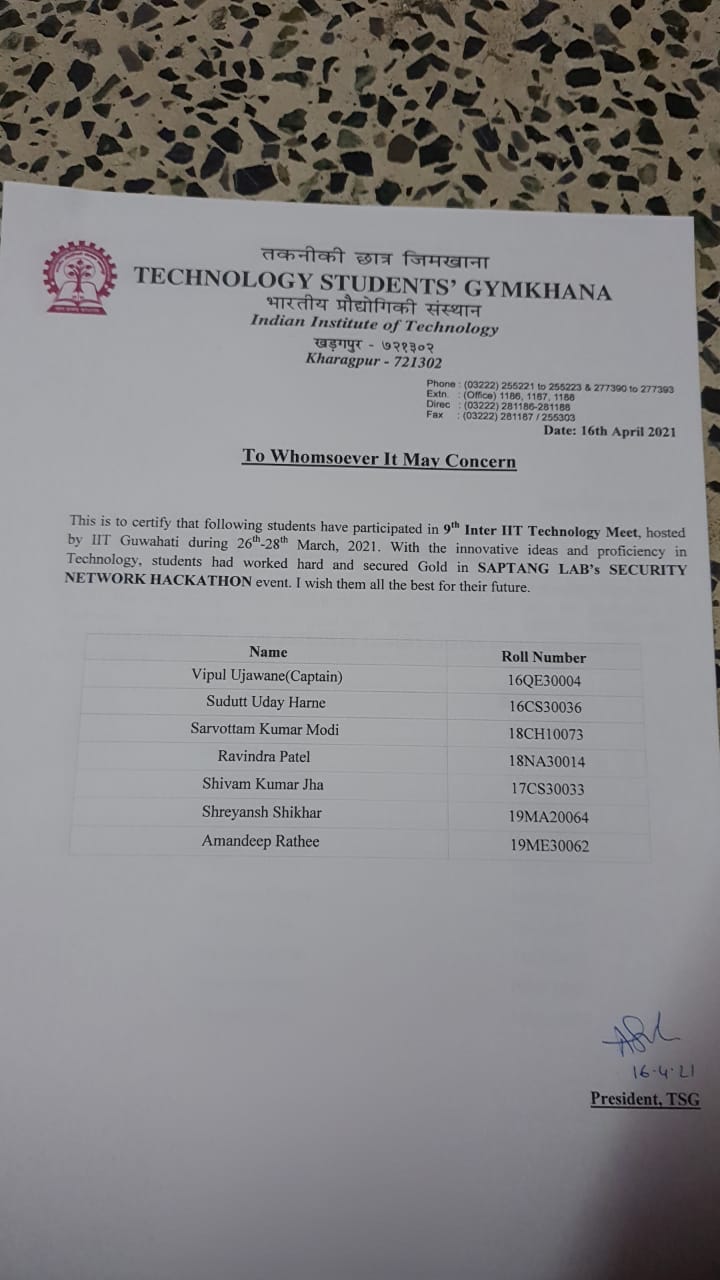 तकनीकी छात्र जिमखाना
TECHNOLOGY STUDENTS’ GYMKHANA
भारतीय प्रौद्योगिकी संस्थान
Indian Institute of Technology
खड़गपुर - ७२१३०२
Kharagpur - 721302
Phone : (03222) 255221 to 255223 & 277390 to 277393
Extn. : (Office) 1186, 1187, 1188
Direc : (03222) 281186-281188
Fax : (03222) 281187 / 255303
Date: 16th April 2021
To Whomsoever It May Concern
This is to certify that following students have participated in 9th Inter IIT Technology Meet, hosted
by IIT Guwahati during 26th-28th March, 2021. With the innovative ideas and proficiency in
Technology, students had worked hard and secured Gold in SAPTANG LAB’s SECURITY
NETWORK HACKATHON event. I wish them all the best for their future.
Name Roll Number
Vipul Ujawane(Captain) 16QE30004
Sudutt Uday Harne 16CS30036
Sarvottam Kumar Modi 18CH10073
Ravindra Patel 18NA30014
Shivam Kumar Jha 17CS30033
Shreyansh Shikhar 19MA20064
Amandeep Rathee 19ME30062
16.4.21
President, TSG